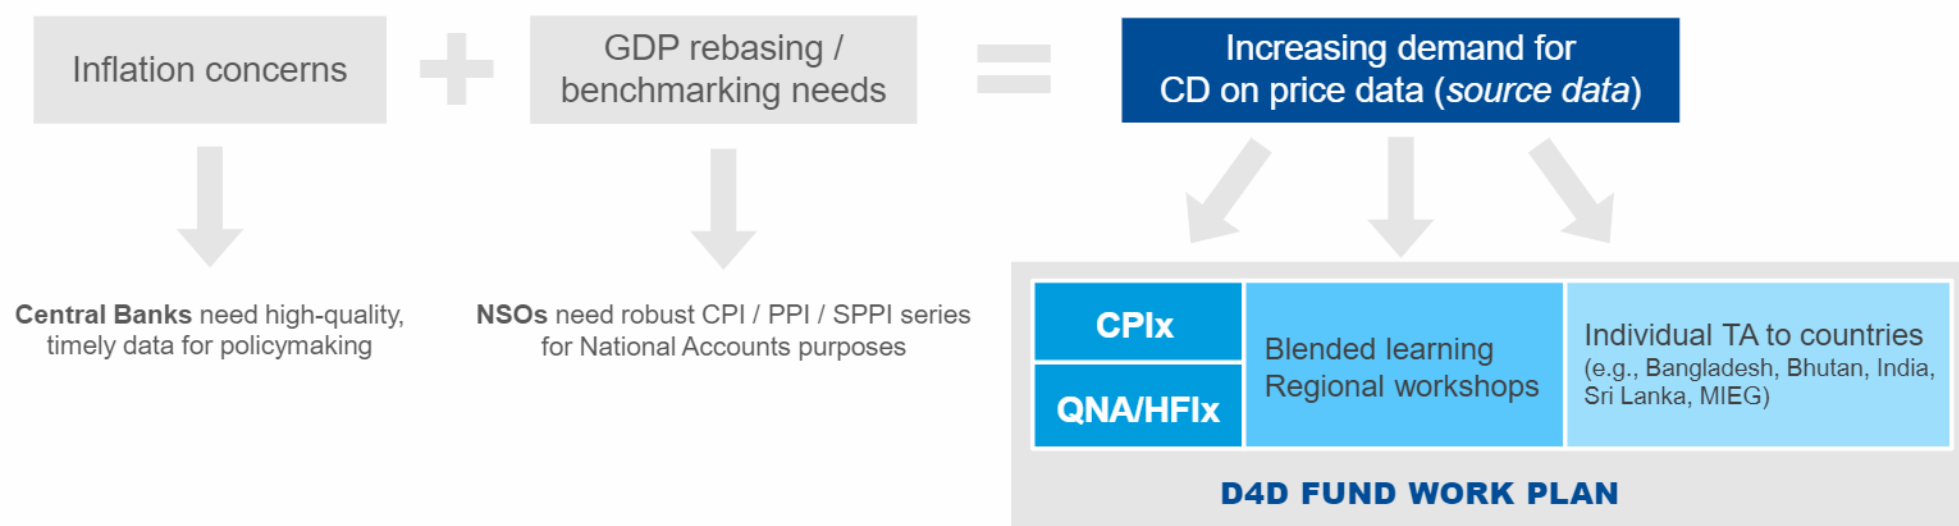 Inflation concerns
+
GDP rebasing /
benchmarking needs
=
Increasing demand for
CD on price data (source data)
Central Banks need high-quality,
timely data for policymaking
NSOs need robust CPI / PPI / SPPI series
for National Accounts purposes
CPIx
QNA/HFIx
Blended learning
Regional workshops
Individual TA to countries
(e.g., Bangladesh, Bhutan, India,
Sri Lanka, MIEG)
D4D FUND WORK PLAN